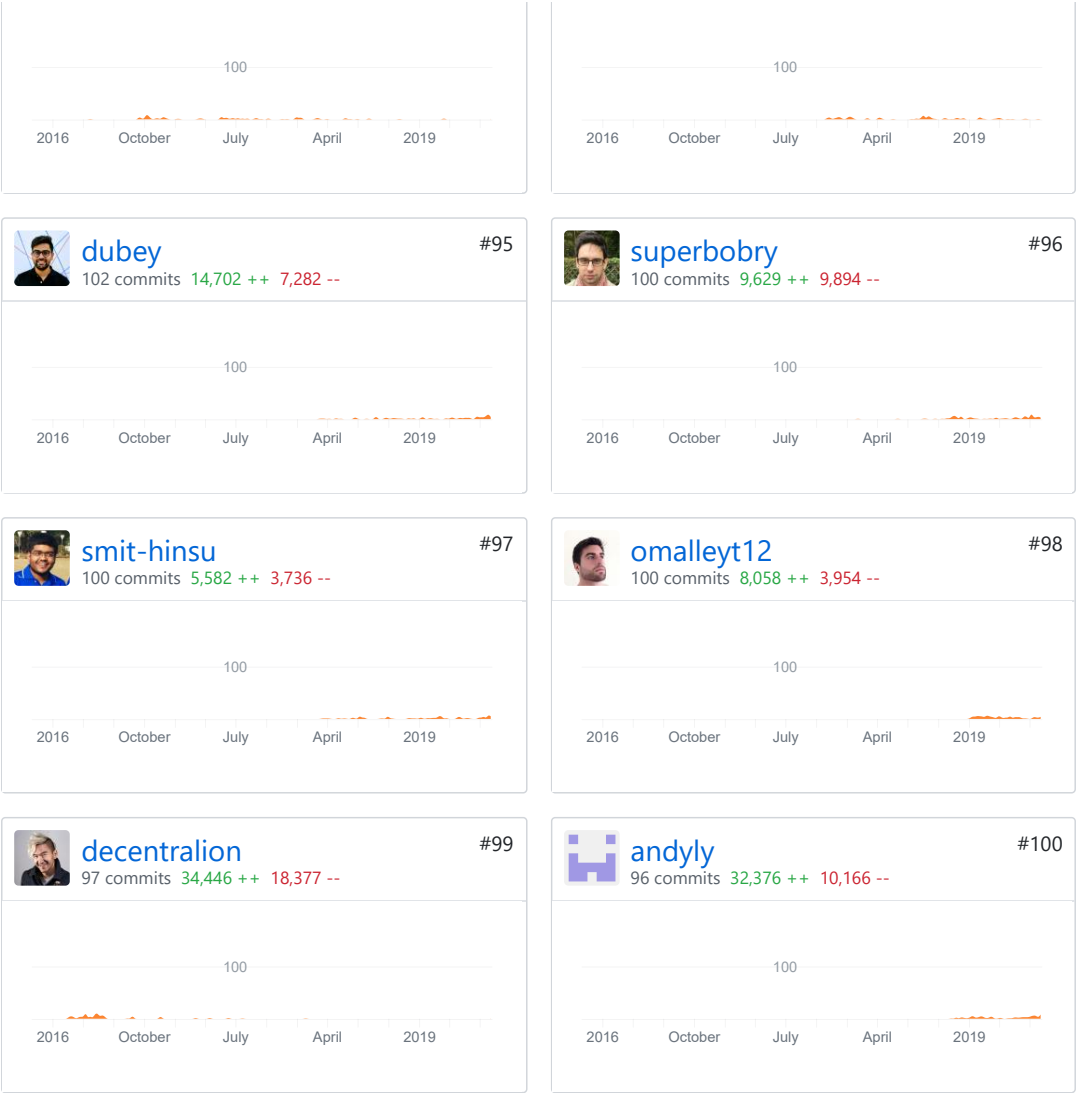 100
2016 October July April 2019
100
2016 October July April 2019
dubey #95
102 commits 14,702 ++ 7,282 --
100
2016 October July April 2019
superbobry #96
100 commits 9,629 ++ 9,894 --
100
2016 October July April 2019
smit-hinsu #97
100 commits 5,582 ++ 3,736 --
100
2016 October July April 2019
omalleyt12 #98
100 commits 8,058 ++ 3,954 --
100
2016 October July April 2019
decentralion #99
97 commits 34,446 ++ 18,377 --
100
2016 October July April 2019
andyly #100
96 commits 32,376 ++ 10,166 --
100
2016 October July April 2019